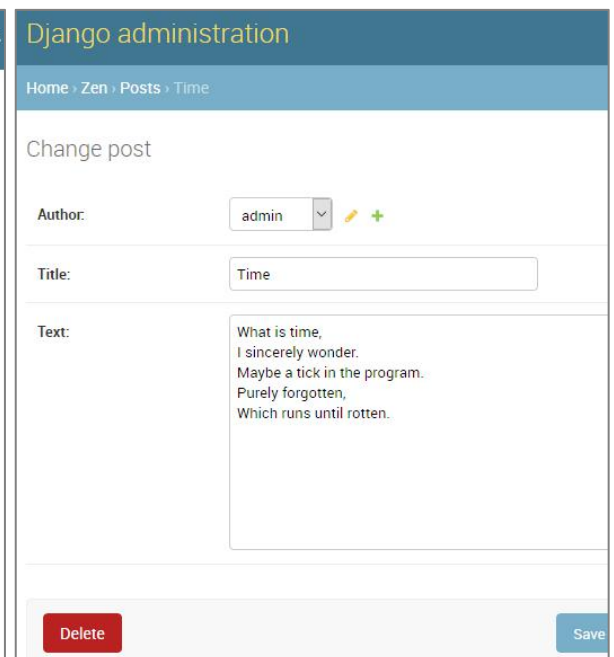 Django administration
Home › Zen › Posts › Time
Change post
Author:
admin
Title:
Time
Text:
What is time,
I sincerely wonder.
Maybe a tick in the program.
Purely forgotten,
Which runs until rotten.
Delete
Save